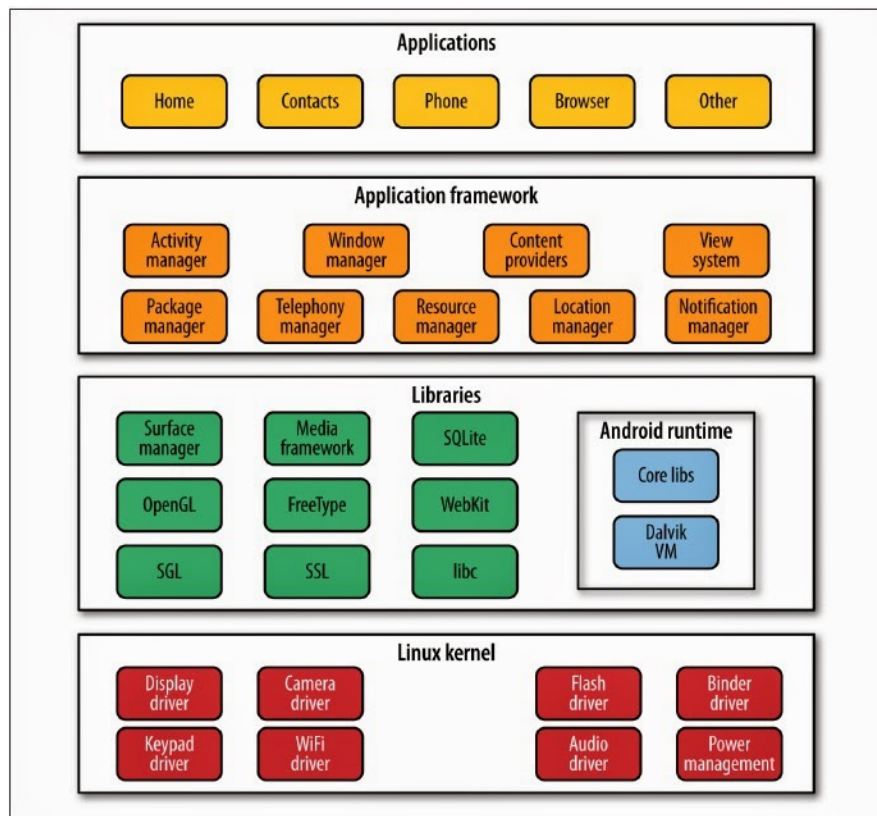 Applications
Home
Contacts
Phone
Browser
Other
Application framework
Activity
manager
Window
manager
Content
providers
View
system
Package
manager
Telephony
manager
Resource
manager
Location
manager
Notification
manager
Libraries
Surface
manager
Media
framework
SQLite
OpenGL
FreeType
WebKit
SGL
SSL
libc
Android runtime
Core libs
Dalvik
VM
Linux kernel
Display
driver
Camera
driver
Flash
driver
Binder
driver
Keypad
driver
WiFi
driver
Audio
driver
Power
management